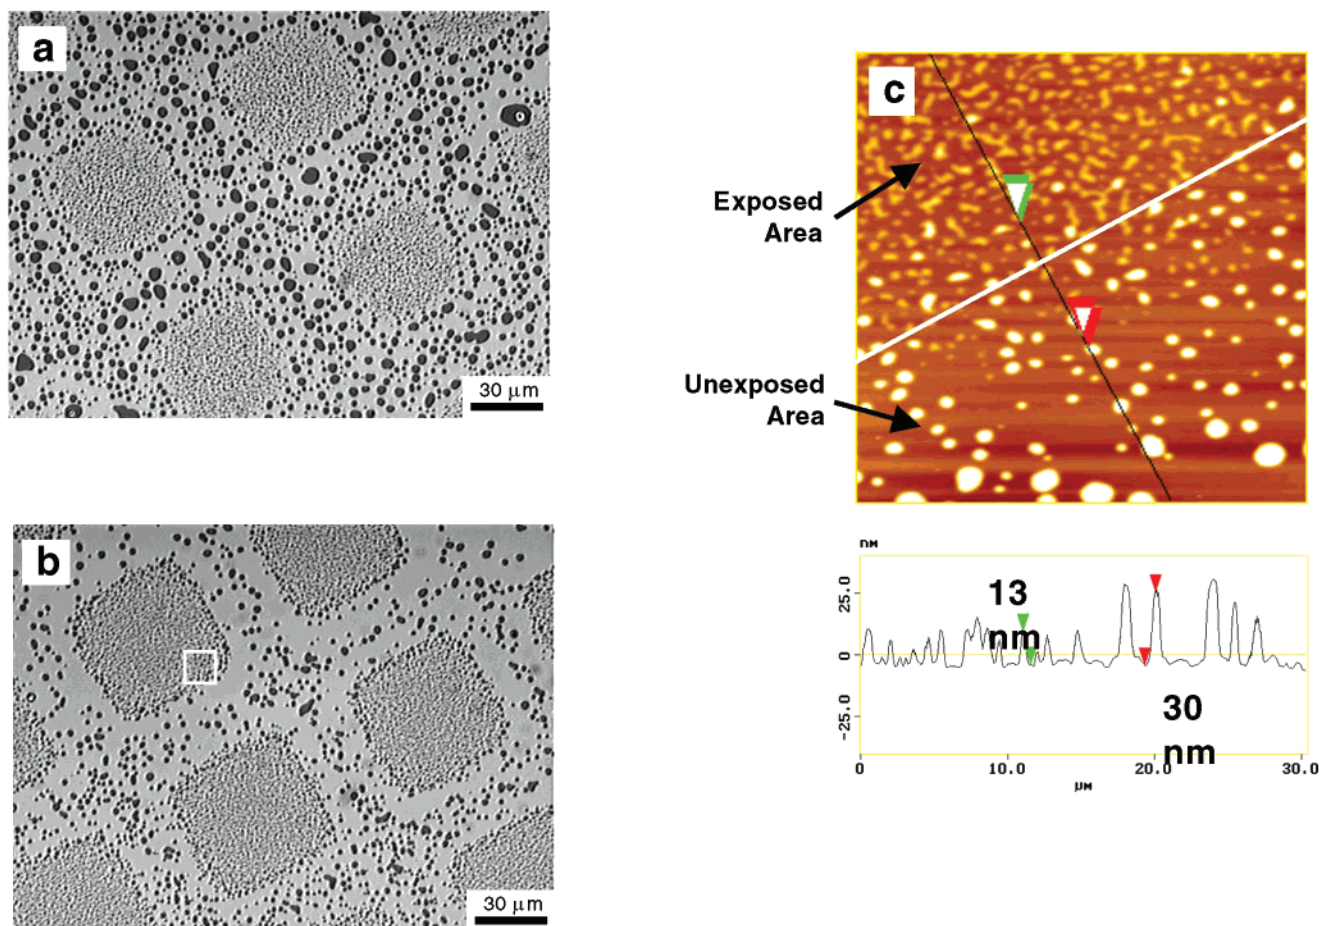 a
30 μm
b
30 μm
c
Exposed
Area
Unexposed
Area
nM
25.0
0
-25.0
13
nm
30
nm
0
10.0
20.0
30.0
μM